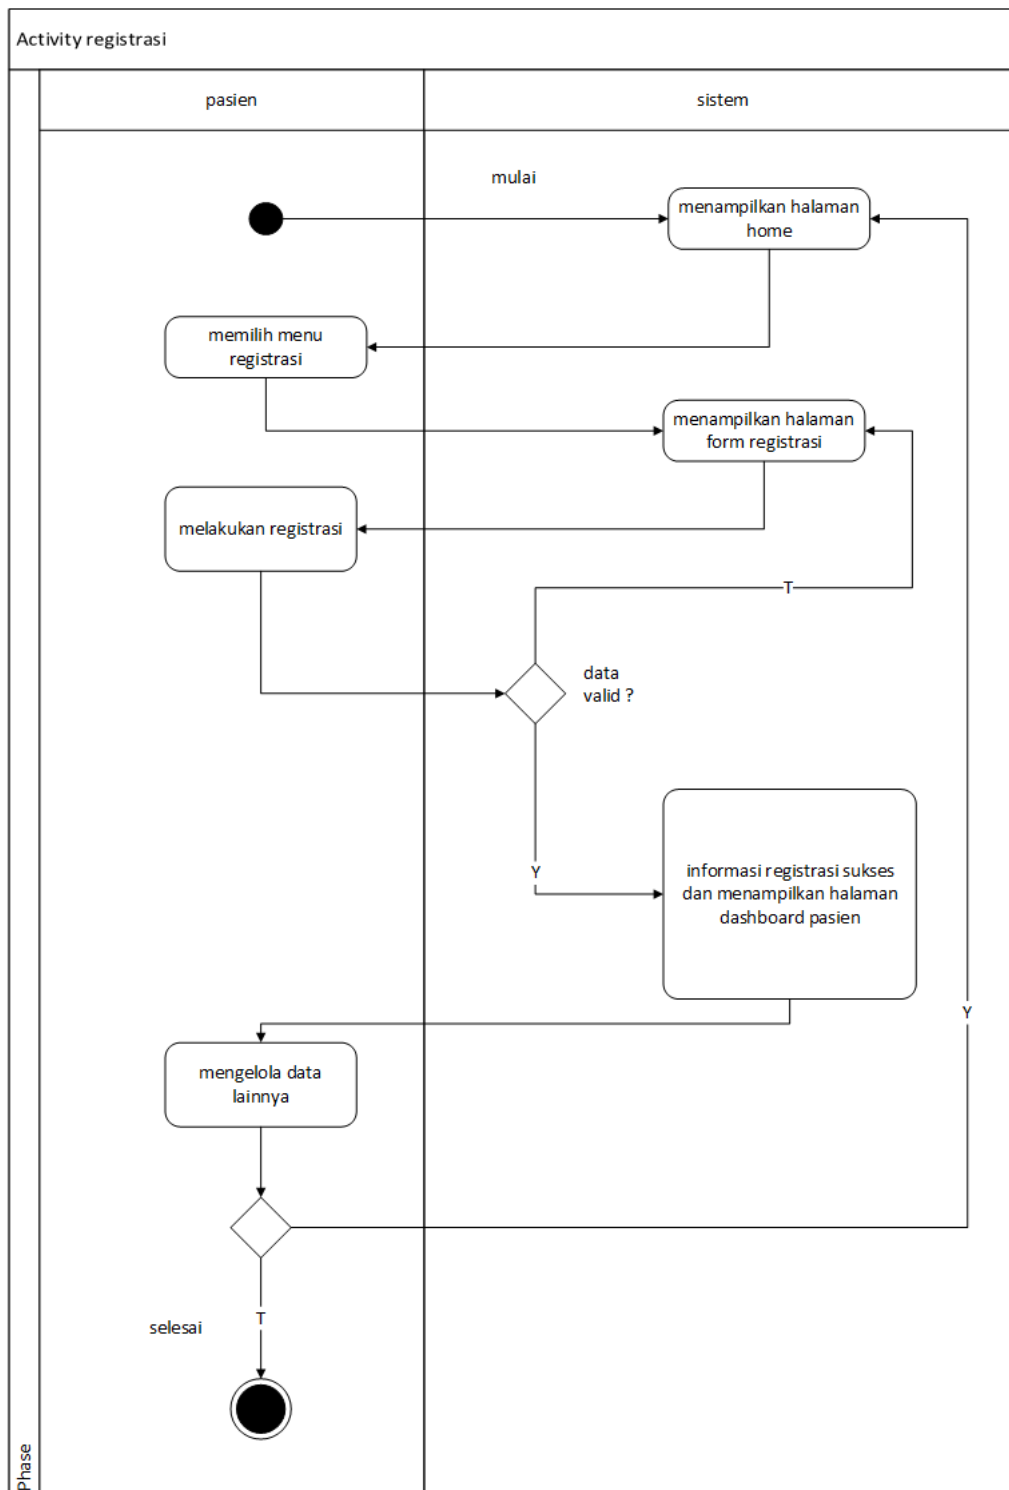 Activity registrasi
pasien
sistem
mulai
menampilkan halaman
home
memilih menu
registrasi
menampilkan halaman
form registrasi
melakukan registrasi
T
data
valid ?
Y
informasi registrasi sukses
dan menampilkan halaman
dashboard pasien
Y
mengelola data
lainnya
T
selesai
Phase